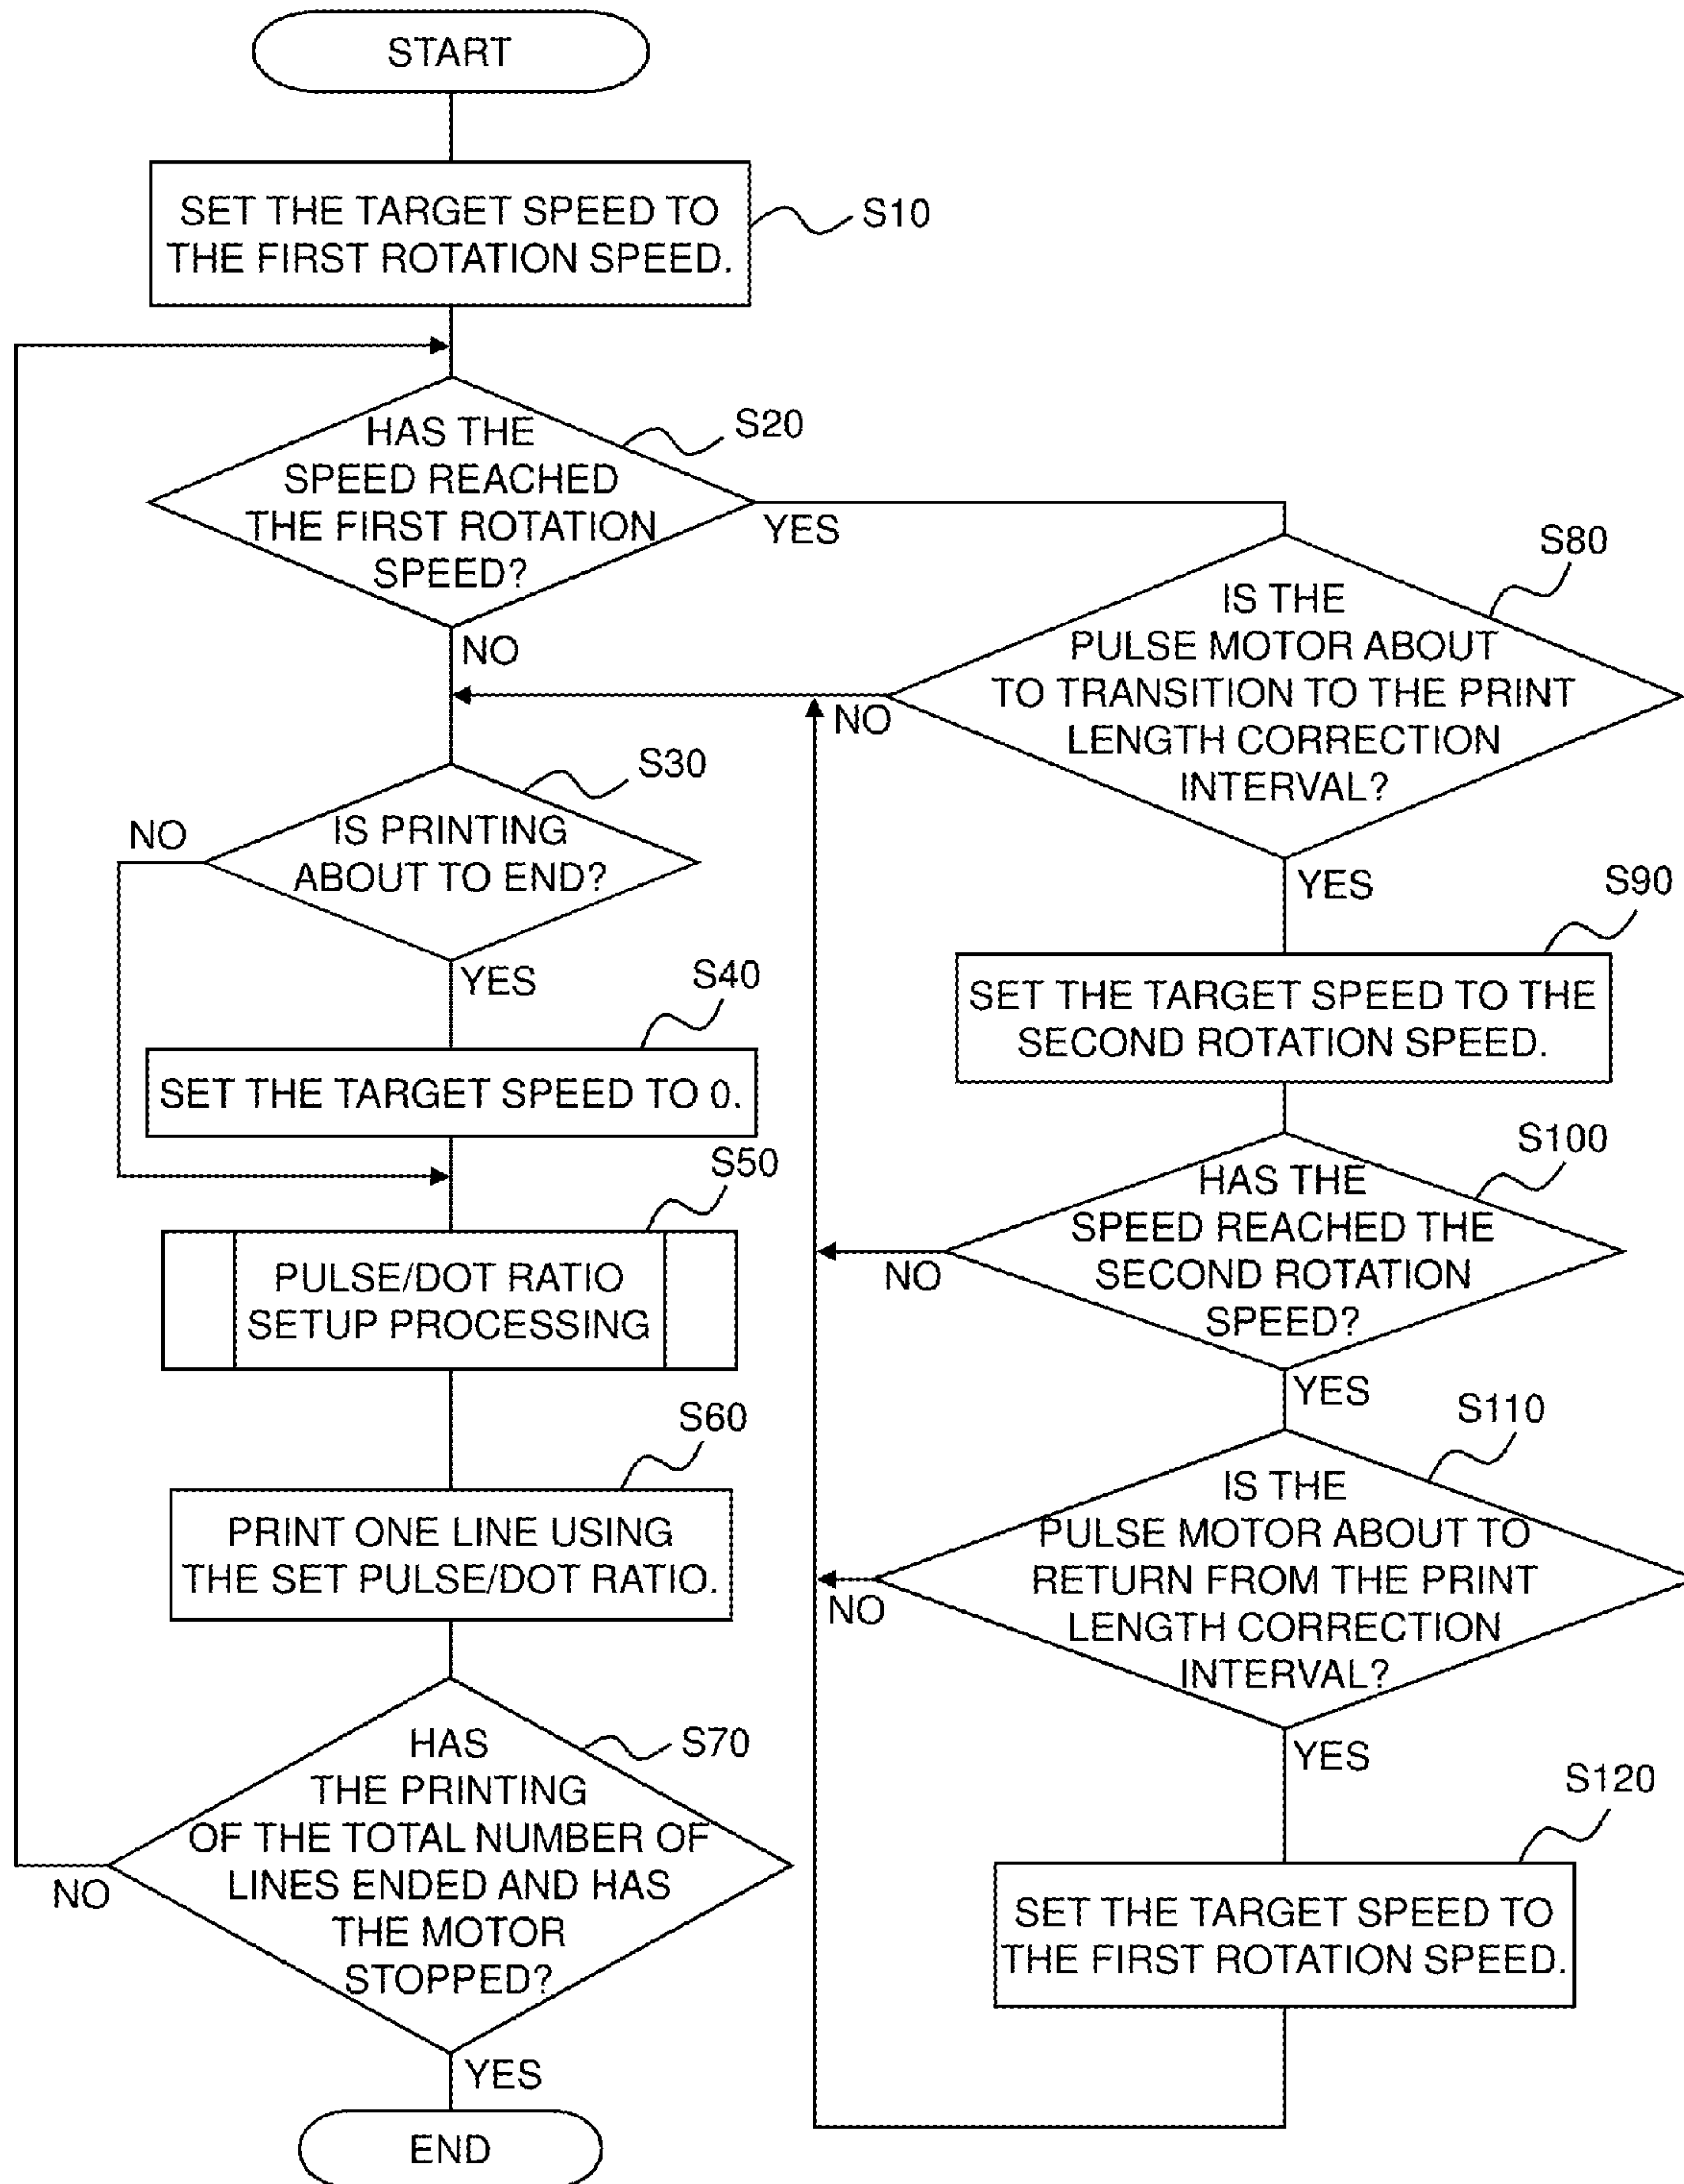 START
SET THE TARGET SPEED TO
THE FIRST ROTATION SPEED.
S10
HAS THE
SPEED REACHED
THE FIRST ROTATION
SPEED?
S20
YES
NO
IS PRINTING
ABOUT TO END?
S30
NO
YES
SET THE TARGET SPEED TO 0.
S40
PULSE/DOT RATIO
SETUP PROCESSING
S50
PRINT ONE LINE USING
THE SET PULSE/DOT RATIO.
S60
HAS
THE PRINTING
OF THE TOTAL NUMBER OF
LINES ENDED AND HAS
THE MOTOR
STOPPED?
S70
NO
YES
END
IS THE
PULSE MOTOR ABOUT
TO TRANSITION TO THE PRINT
LENGTH CORRECTION
INTERVAL?
S80
NO
YES
SET THE TARGET SPEED TO THE
SECOND ROTATION SPEED.
S90
HAS THE
SPEED REACHED THE
SECOND ROTATION
SPEED?
S100
NO
YES
IS THE
PULSE MOTOR ABOUT TO
RETURN FROM THE PRINT
LENGTH CORRECTION
INTERVAL?
S110
NO
YES
SET THE TARGET SPEED TO
THE FIRST ROTATION SPEED.
S120